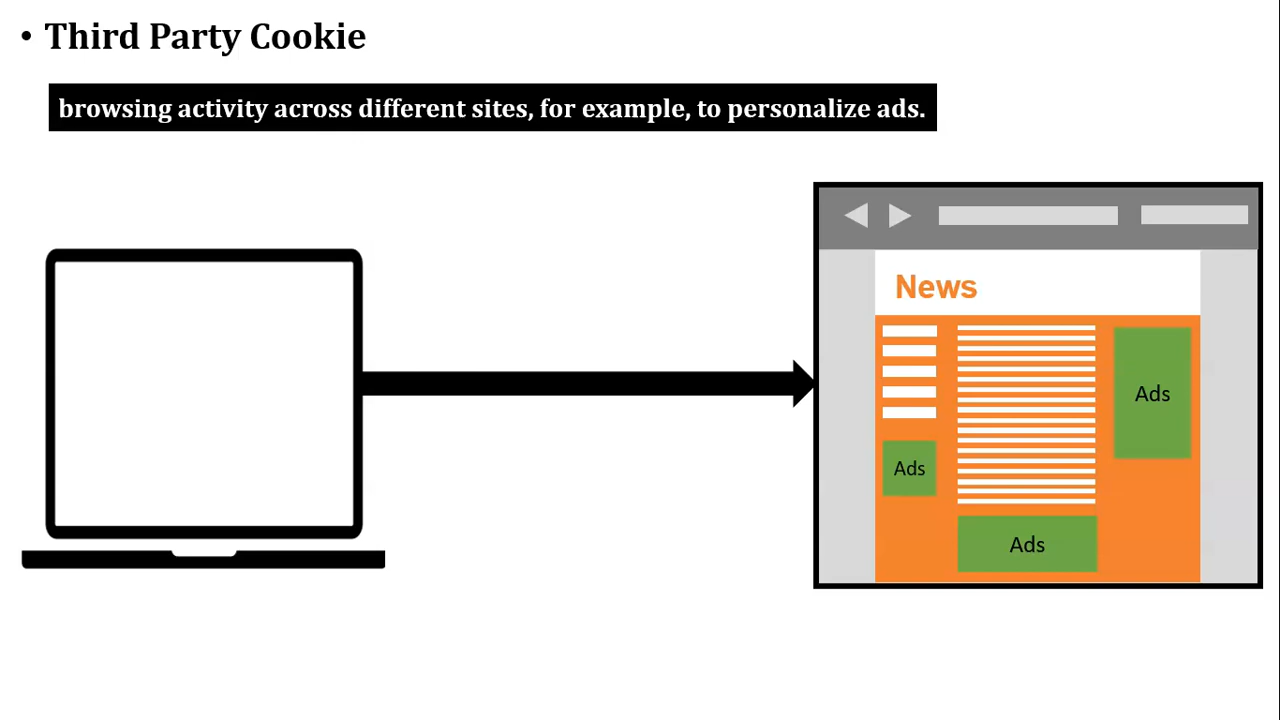 • Third Party Cookie
browsing activity across different sites, for example, to personalize ads.
News
Ads
Ads
Ads